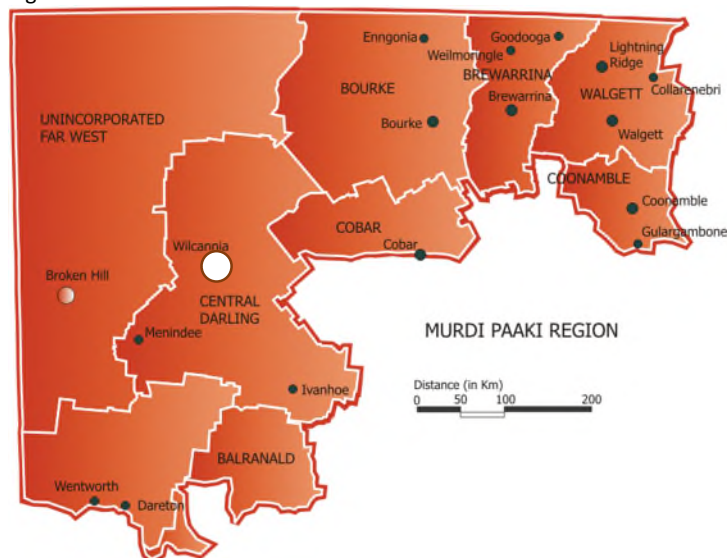 Enngonia
Goodooga
Weilmoringle
Lightning
Ridge
BREWARRINA
Collarenebri
BOURKE
WALGETT
UNINCORPORATED
FAR WEST
Brewarrina
Bourke
Walgett
COONAMBLE
Coonamble
COBAR
Gulargambone
Wilcannia
Cobar
Broken Hill
CENTRAL
DARLING
Menindee
MURDI PAAKI REGION
Distance (in Km)
0 50 100 200
Ivanhoe
BALRANALD
Wentworth
Dareton